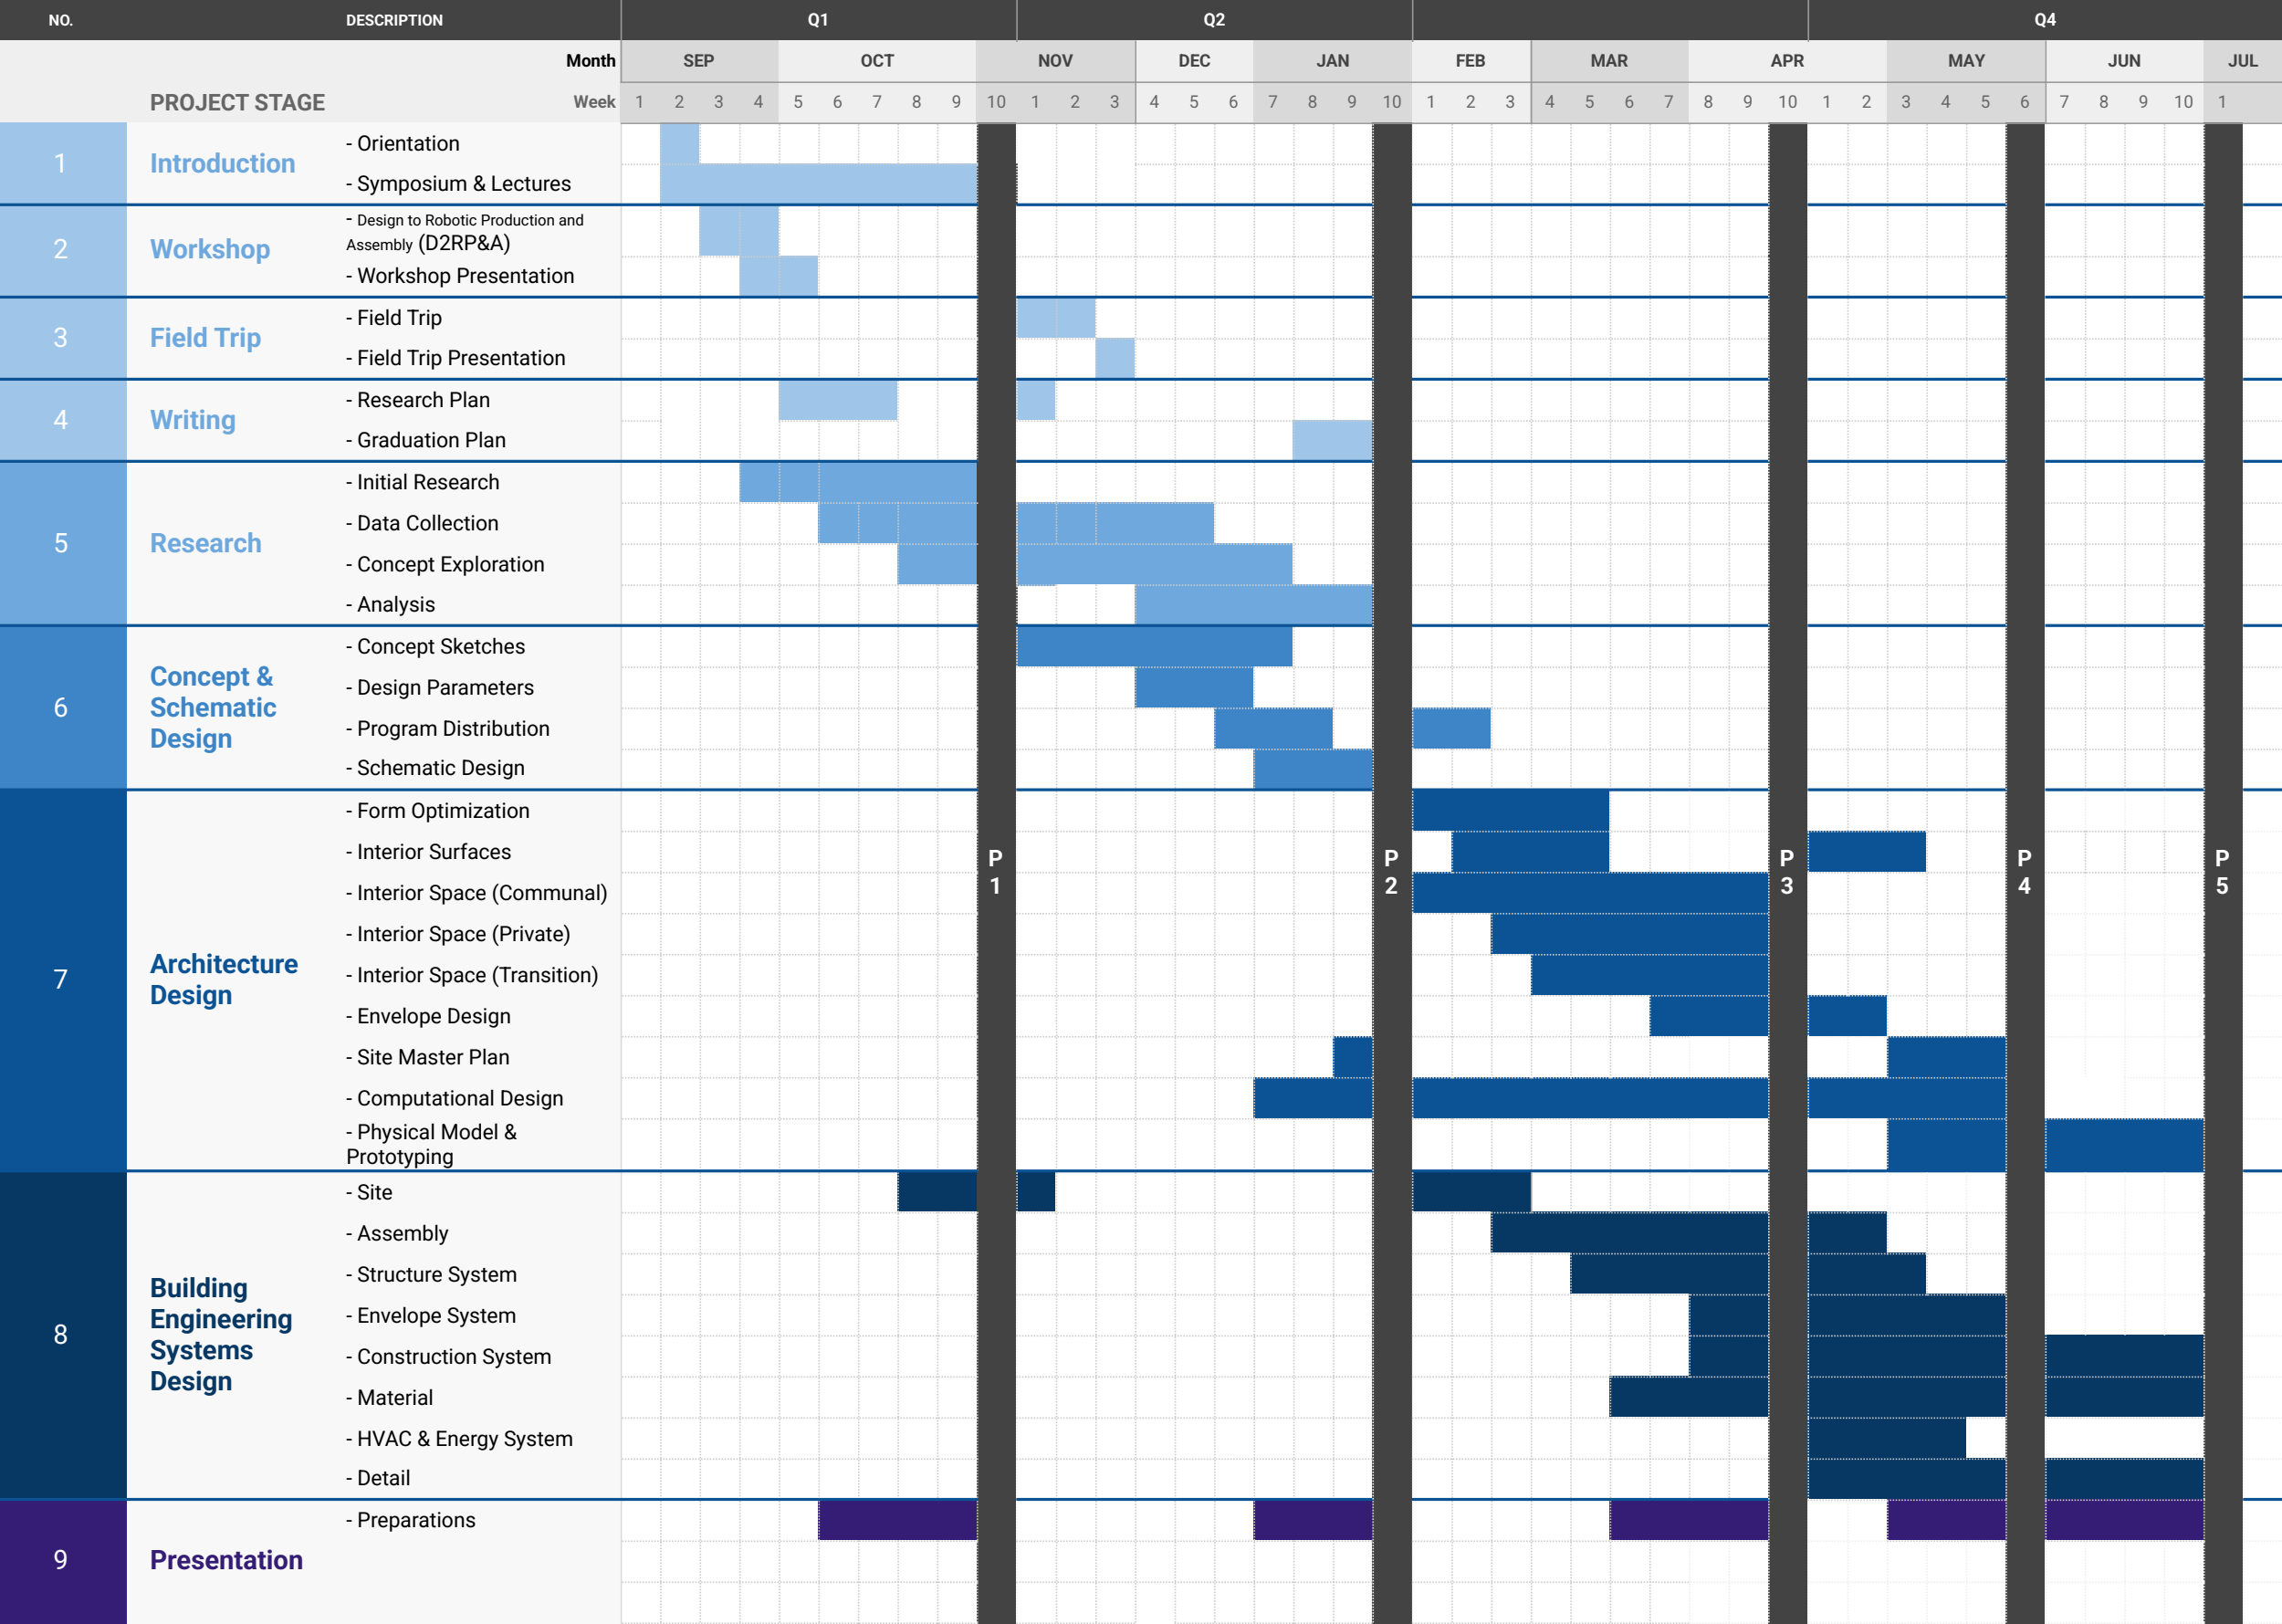 NO. DESCRIPTION Q1 Q2 Q4
Month SEP OCT NOV DEC JAN FEB MAR APR MAY JUN JUL
PROJECT STAGE Week 1 2 3 4 5 6 7 8 9 10 1 2 3 4 5 6 7 8 9 10 1 2 3 4 5 6 7 8 9 10 1 2 3 4 5 6 7 8 9 10 1
1 Introduction
- Orientation
- Symposium & Lectures
2 Workshop
- Design to Robotic Production and
Assembly (D2RP&A)
- Workshop Presentation
3 Field Trip
- Field Trip
- Field Trip Presentation
4 Writing
- Research Plan
- Graduation Plan
5 Research
- Initial Research
- Data Collection
- Concept Exploration
- Analysis
6 Concept &
Schematic
Design
- Concept Sketches
- Design Parameters
- Program Distribution
- Schematic Design
7 Architecture
Design
- Form Optimization
- Interior Surfaces
- Interior Space (Communal)
- Interior Space (Private)
- Interior Space (Transition)
- Envelope Design
- Site Master Plan
- Computational Design
- Physical Model &
Prototyping
P P P P P
1 2 3 4 5
8 Building
Engineering
Systems
Design
- Site
- Assembly
- Structure System
- Envelope System
- Construction System
- Material
- HVAC & Energy System
- Detail
9 Presentation
- Preparations